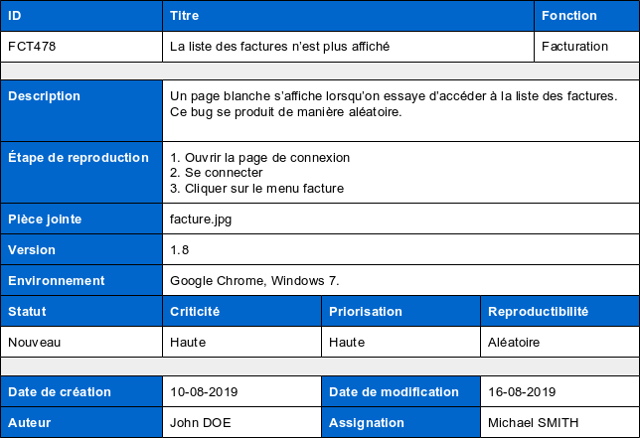 ID Titre Fonction
FCT478 La liste des factures n'est plus affiché Facturation
Description Un page blanche s'affiche lorsqu'on essaye d'accéder à la liste des factures.
Ce bug se produit de manière aléatoire.
Étape de reproduction 1. Ouvrir la page de connexion
2. Se connecter
3. Cliquer sur le menu facture
Pièce jointe facture.jpg
Version 1.8
Environnement Google Chrome, Windows 7.
Statut Criticité Priorisation Reproductibilité
Nouveau Haute Haute Aléatoire
Date de création 10-08-2019 Date de modification 16-08-2019
Auteur John DOE Assignation Michael SMITH